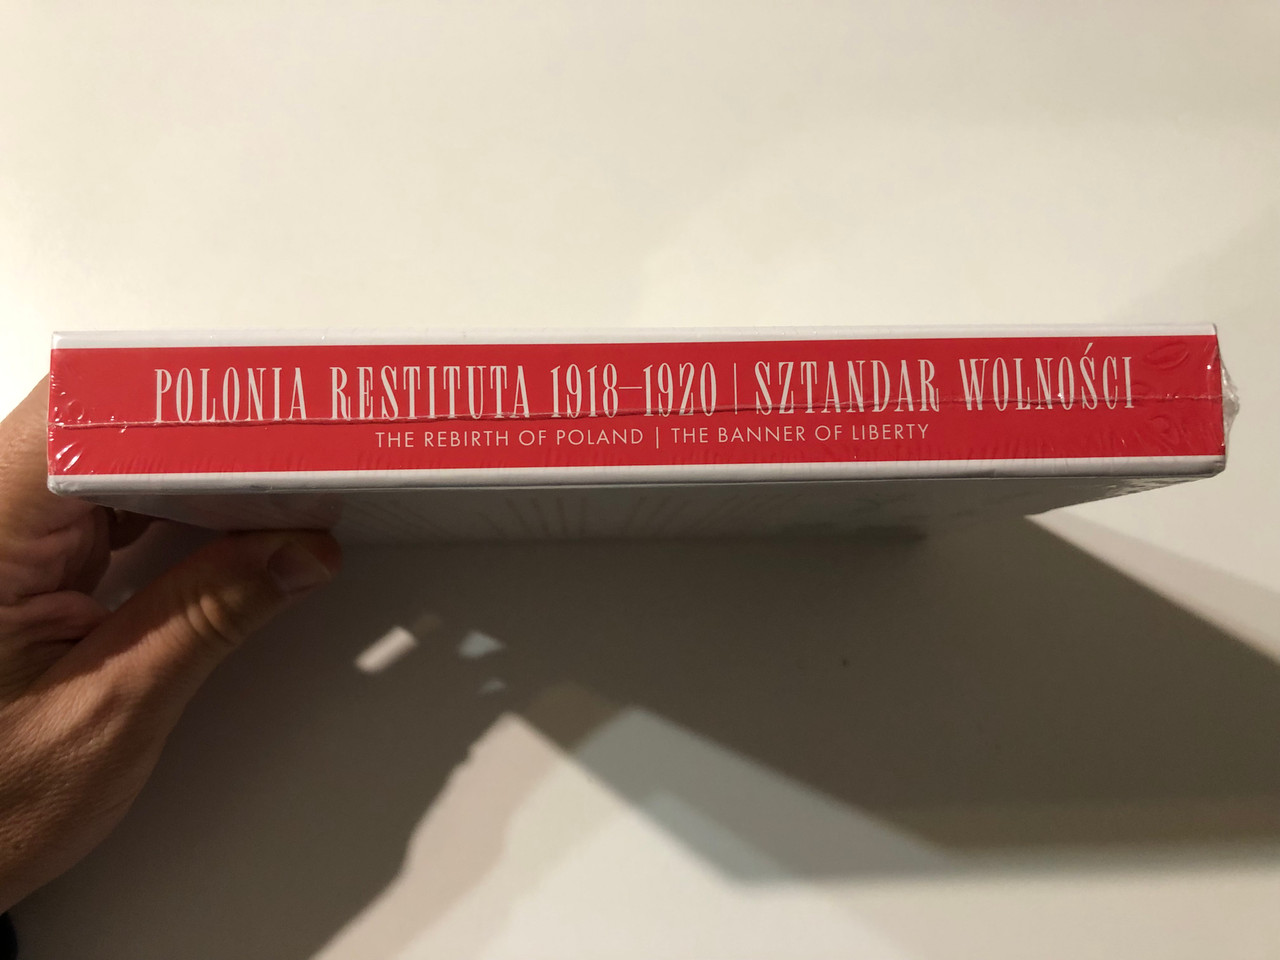 POLONIA RESTITUTA 1918–1920 | SZTANDAR WOLNOŚCI
THE REBIRTH OF POLAND | THE BANNER OF LIBERTY